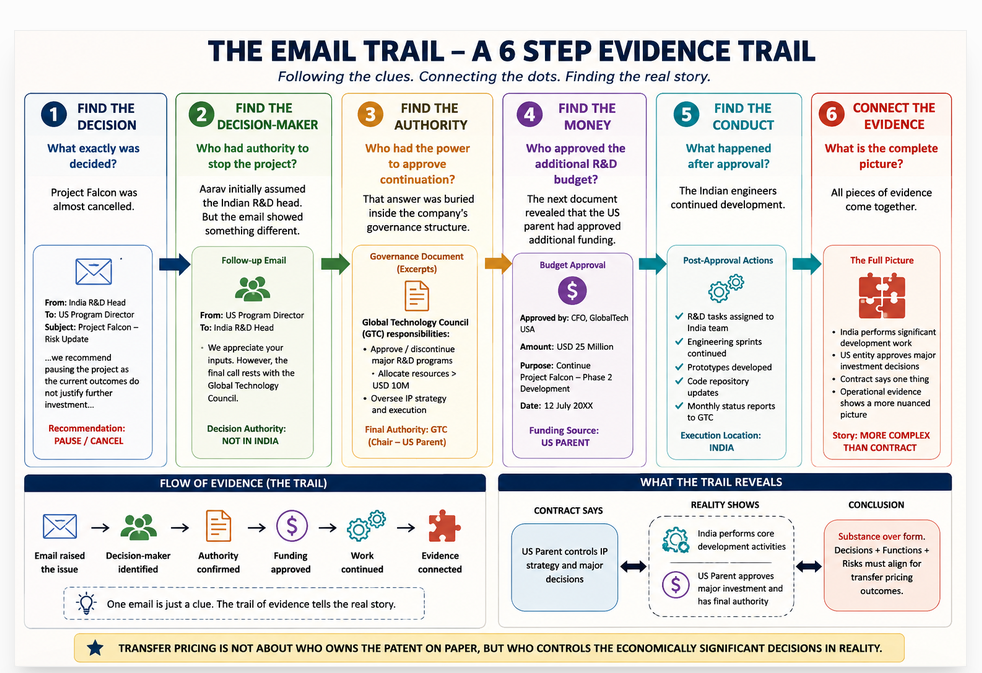 THE EMAIL TRAIL – A 6 STEP EVIDENCE TRAIL
Following the clues. Connecting the dots. Finding the real story.
1 FIND THE
DECISION
What exactly was
decided?
Project Falcon was
almost cancelled.
From: India R&D Head
To: US Program Director
Subject: Project Falcon –
Risk Update
...we recommend
pausing the project as
the current outcomes do
not justify further
investment...
Recommendation:
PAUSE / CANCEL
2 FIND THE
DECISION-MAKER
Who had authority to
stop the project?
Aarav initially assumed
the Indian R&D head.
But the email showed
something different.
Follow-up Email
From: US Program Director
To: India R&D Head
• We appreciate your
inputs. However, the
final call rests with the
Global Technology
Council.
Decision Authority:
NOT IN INDIA
3 FIND THE
AUTHORITY
Who had the power
to approve
continuation?
That answer was buried
inside the company's
governance structure.
Governance Document
(Excerpts)
Global Technology Council
(GTC) responsibilities:
• Approve / discontinue
major R&D programs
• Allocate resources >
USD 10M
• Oversee IP strategy
and execution
Final Authority: GTC
(Chair – US Parent)
4 FIND THE
MONEY
Who approved the
additional R&D
budget?
The next document
revealed that the US
parent had approved
additional funding.
Budget Approval
$
Approved by: CFO, GlobalTech
USA
Amount: USD 25 Million
Purpose: Continue
Project Falcon – Phase 2
Development
Date: 12 July 20XX
Funding Source:
US PARENT
5 FIND THE
CONDUCT
What happened
after approval?
The Indian engineers
continued development.
Post-Approval Actions
✓ R&D tasks assigned to
India team
✓ Engineering sprints
continued
✓ Prototypes developed
✓ Code repository
updates
✓ Monthly status reports
to GTC
Execution Location:
INDIA
6 CONNECT THE
EVIDENCE
What is the complete
picture?
All pieces of evidence
come together.
The Full Picture
• India performs significant
development work
• US entity approves major
investment decisions
• Contract says one thing
• Operational evidence
shows a more nuanced
picture
Story: MORE COMPLEX
THAN CONTRACT
FLOW OF EVIDENCE (THE TRAIL)
$
Email raised
the issue
Decision-maker
identified
Authority
confirmed
Funding
approved
Work
continued
Evidence
connected
One email is just a clue. The trail of evidence tells the real story.
WHAT THE TRAIL REVEALS
CONTRACT SAYS
US Parent controls IP
strategy and major
decisions
REALITY SHOWS
India performs core
development activities
$
US Parent approves
major investment and
has final authority
CONCLUSION
Substance over form.
Decisions + Functions +
Risks must align for
transfer pricing
outcomes.
TRANSFER PRICING IS NOT ABOUT WHO OWNS THE PATENT ON PAPER, BUT WHO CONTROLS THE ECONOMICALLY SIGNIFICANT DECISIONS IN REALITY.